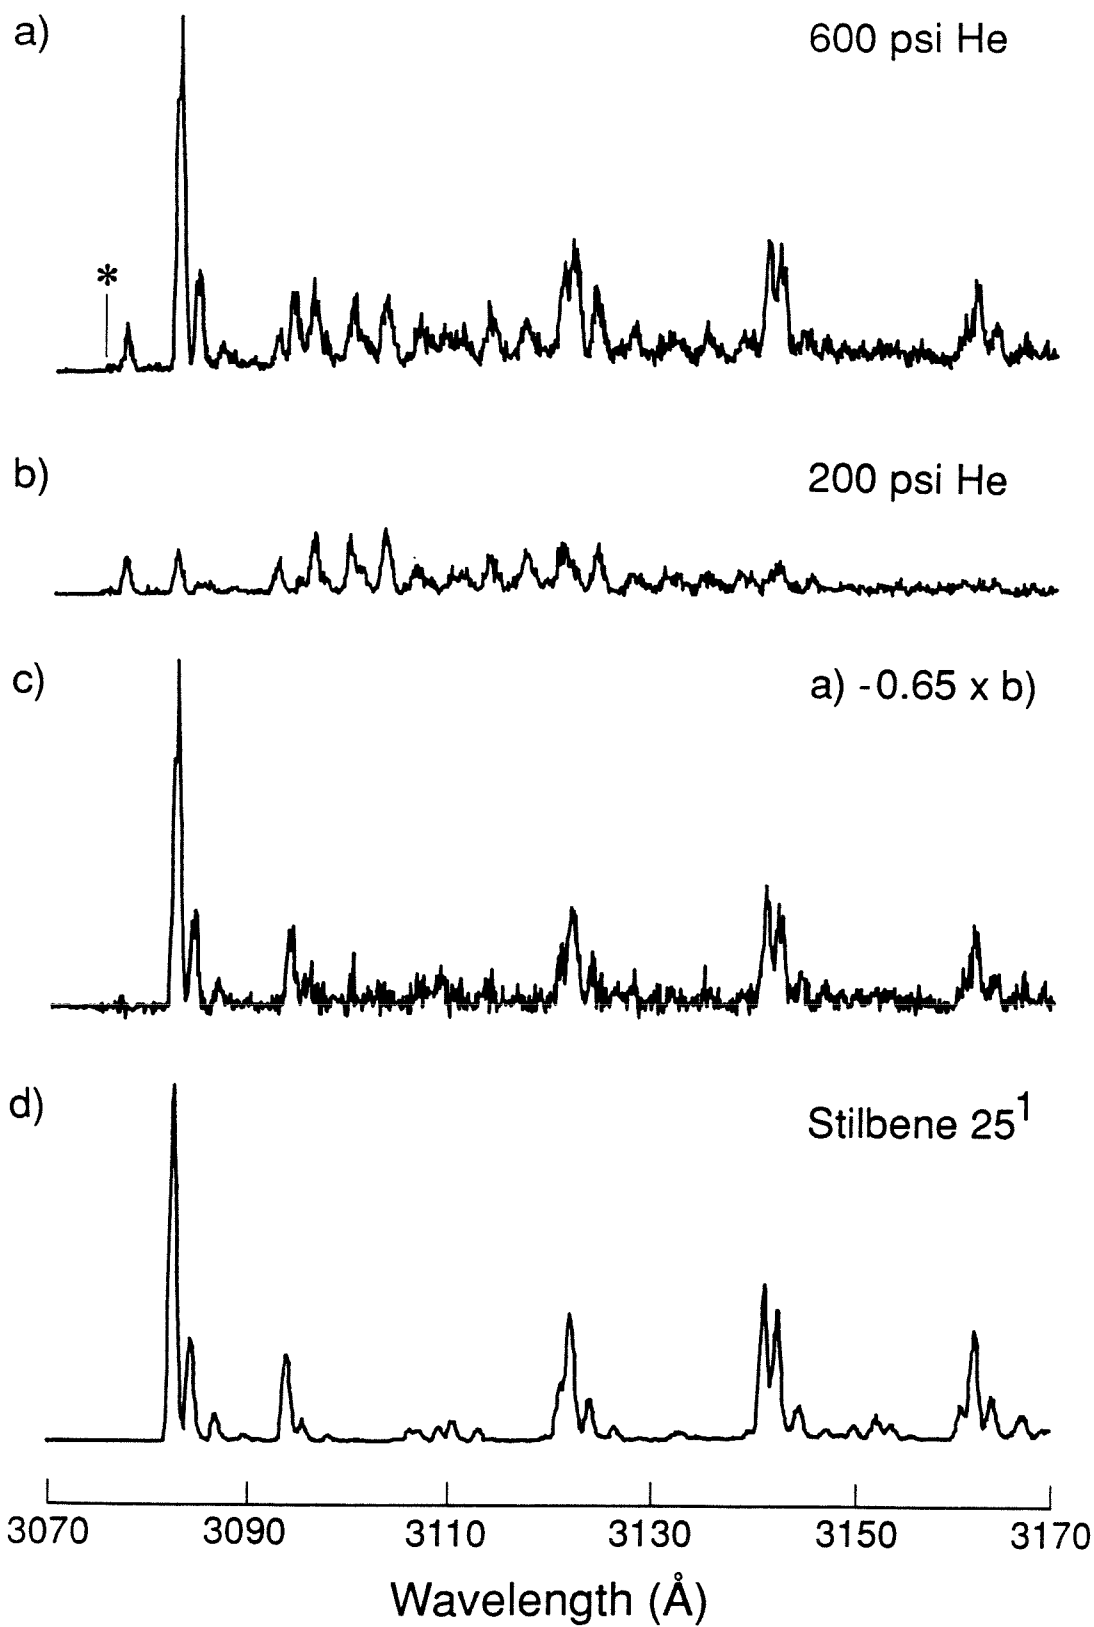 a)
600 psi He
*
b)
200 psi He
c)
a) -0.65 x b)
d)
Stilbene 25¹
3070 3090 3110 3130 3150 3170
Wavelength (Å)